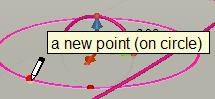 a new point (on circle)